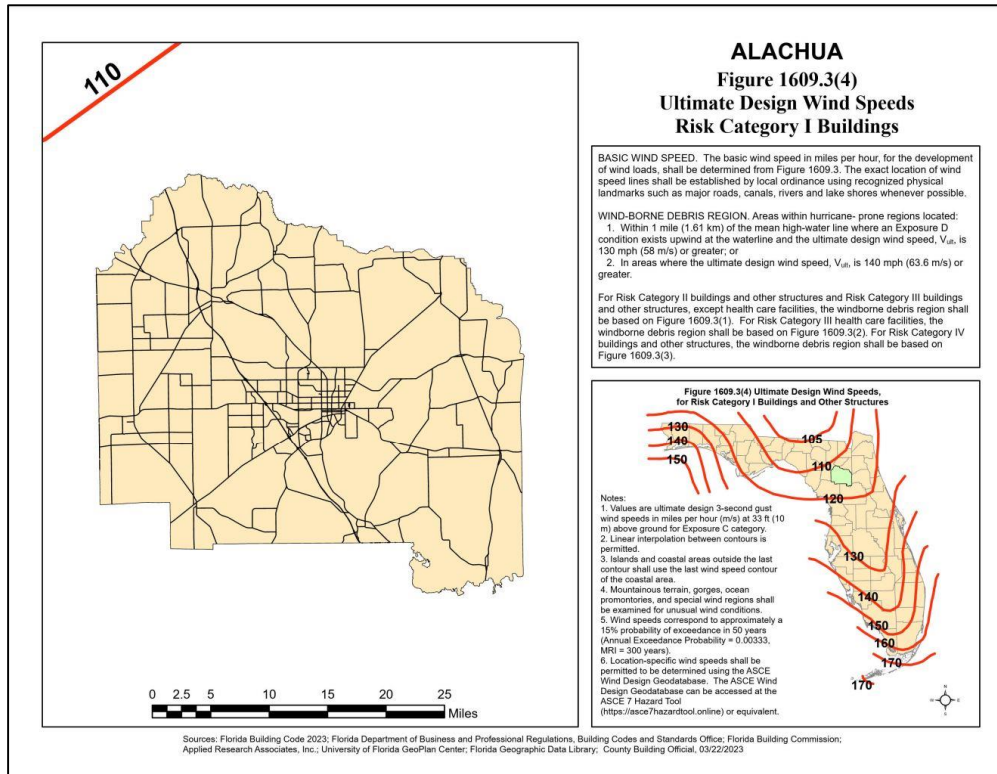 110
ALACHUA
Figure 1609.3(4)
Ultimate Design Wind Speeds
Risk Category I Buildings
BASIC WIND SPEED. The basic wind speed in miles per hour, for the development
of wind loads, shall be determined from Figure 1609.3. The exact location of wind
speed lines shall be established by local ordinance using recognized physical
landmarks such as major roads, canals, rivers and lake shores whenever possible.
WIND-BORNE DEBRIS REGION. Areas within hurricane- prone regions located:
1. Within 1 mile (1.61 km) of the mean high-water line where an Exposure D
condition exists upwind at the waterline and the ultimate design wind speed, Vult, is
130 mph (58 m/s) or greater; or
2. In areas where the ultimate design wind speed, Vult, is 140 mph (63.6 m/s) or
greater.
For Risk Category II buildings and other structures and Risk Category III buildings
and other structures, except health care facilities, the windborne debris region shall
be based on Figure 1609.3(1). For Risk Category III health care facilities, the
windborne debris region shall be based on Figure 1609.3(2). For Risk Category IV
buildings and other structures, the windborne debris region shall be based on
Figure 1609.3(3).
Figure 1609.3(4) Ultimate Design Wind Speeds,
for Risk Category I Buildings and Other Structures
130
140
150
105
110
120
130
140
150
160
170
170
Notes:
1. Values are ultimate design 3-second gust
wind speeds in miles per hour (m/s) at 33 ft (10
m) above ground for Exposure C category.
2. Linear interpolation between contours is
permitted.
3. Islands and coastal areas outside the last
contour shall use the last wind speed contour
of the coastal area.
4. Mountainous terrain, gorges, ocean
promontories, and special wind regions shall
be examined for unusual wind conditions.
5. Wind speeds correspond to approximately a
15% probability of exceedance in 50 years
(Annual Exceedance Probability = 0.00333,
MRI = 300 years).
6. Location-specific wind speeds shall be
permitted to be determined using the ASCE
Wind Design Geodatabase. The ASCE Wind
Design Geodatabase can be accessed at the
ASCE 7 Hazard Tool
(https://asce7hazardtool.online) or equivalent.
N
W E
S
0 2.5 5 10 15 20 25
Miles
Sources: Florida Building Code 2023; Florida Department of Business and Professional Regulations, Building Codes and Standards Office; Florida Building Commission;
Applied Research Associates, Inc.; University of Florida GeoPlan Center; Florida Geographic Data Library; County Building Official, 03/22/2023